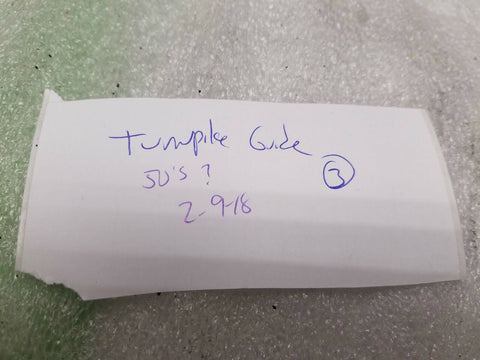 Turnpike Guide
50's ?
3
2-9-18